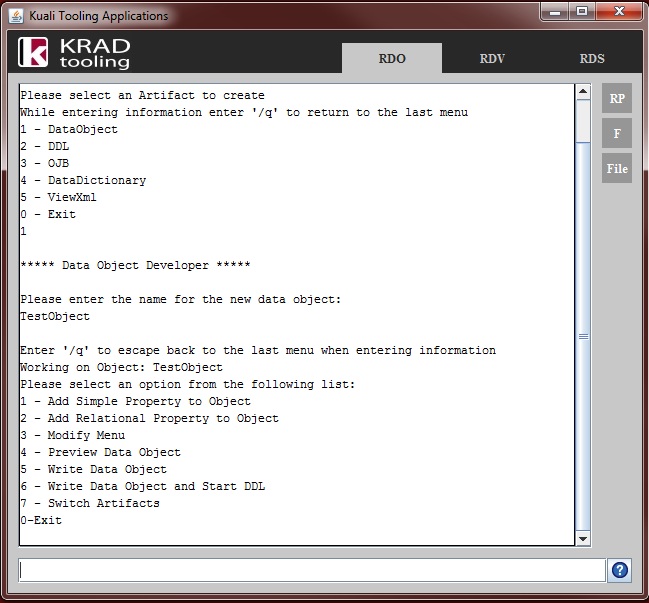 Kuali Tooling Applications
KRAD
tooling
RDO RDV RDS
Please select an Artifact to create
While entering information enter '/q' to return to the last menu
1 - DataObject
2 - DDL
3 - OJB
4 - DataDictionary
5 - ViewXml
0 - Exit
1
***** Data Object Developer *****
Please enter the name for the new data object:
TestObject
Enter '/q' to escape back to the last menu when entering information
Working on Object: TestObject
Please select an option from the following list:
1 - Add Simple Property to Object
2 - Add Relational Property to Object
3 - Modify Menu
4 - Preview Data Object
5 - Write Data Object
6 - Write Data Object and Start DDL
7 - Switch Artifacts
0-Exit
RP
F
File
?